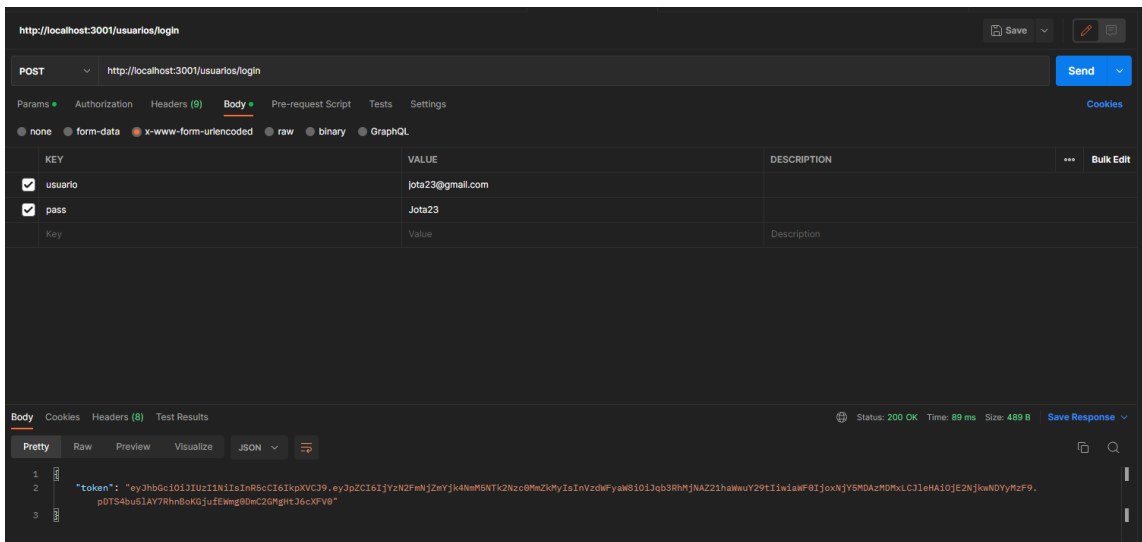 http://localhost:3001/usuarios/login
Save
POST http://localhost:3001/usuarios/login Send
Params Authorization Headers (9) Body Pre-request Script Tests Settings Cookies
none form-data x-www-form-urlencoded raw binary GraphQL
KEY VALUE DESCRIPTION ooo Bulk Edit
usuario jota23@gmail.com
pass Jota23
Key Value Description
Body Cookies Headers (8) Test Results Status: 200 OK Time: 89 ms Size: 489 B Save Response
Pretty Raw Preview Visualize JSON
1 {
2 "token": "eyJhbGciOiJIUzI1NiIsInR5cCI6IkpXVCJ9.eyJpZCI6IjYzN2FmNjZmYjk4NmM5NTk2Nzc0MmZkMyIsInVzdWFyaW8iOiJqb3RhMjNAZ21haWwuY29tIiwiaWF0IjoxNjY5MDAzMDMxLCJleHAiOjE2NjkwNDYyMzF9.
pDTS4bu5lAY7RhnBoKGjufEWmg0DmC2GMgHtJ6cXFV0"
3 }